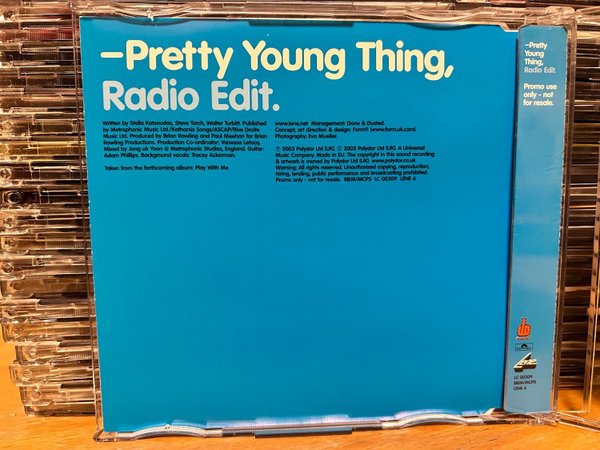 –Pretty Young Thing,
Radio Edit.
Written by Stella Katsoudas, Steve Torch, Walter Turbitt. Published
by Metrophonic Music Ltd./Katharsis Songs/ASCAP/Rive Droite
Music Ltd. Produced by Brian Rawling and Paul Meehan for Brian
Rawling Productions. Production Co-ordinator: Vanessa Letocq.
Mixed by Jong uk Yoon @ Metrophonic Studios, England. Guitar:
Adam Phillips. Background vocals: Tracey Ackerman.
Taken from the forthcoming album: Play With Me
www.lene.net Management: Done & Dusted.
Concept, art direction & design: Form® (www.form.uk.com)
Photography: Eva Mueller.
℗ 2003 Polydor Ltd (UK). © 2003 Polydor Ltd (UK). A Universal
Music Company. Made in EU. The copyright in this sound recording
& artwork is owned by Polydor Ltd (UK). www.polydor.co.uk
Warning: All rights reserved. Unauthorised copying, reproduction,
hiring, lending, public performance and broadcasting prohibited.
Promo only – not for resale. BIEM/MCPS LC 00309 LENE 4
–Pretty
Young
Thing,
Radio Edit.
Promo use
only – not
for resale.
LC 00309
BIEM/MCPS
LENE 4